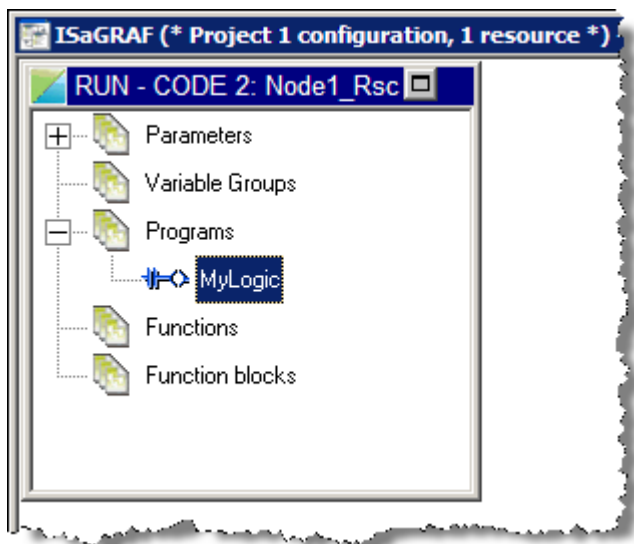 ISaGRAF (* Project 1 configuration, 1 resource *)
RUN - CODE 2: Node1_Rsc
Parameters
Variable Groups
Programs
MyLogic
Functions
Function blocks